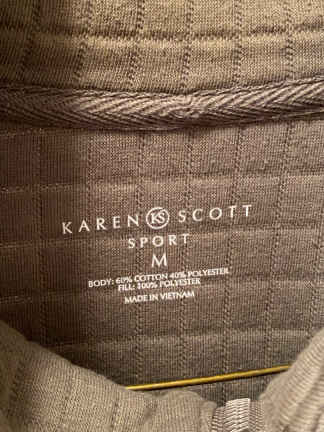 KAREN KS SCOTT
SPORT
M
BODY: 60% COTTON 40% POLYESTER
FILL: 100% POLYESTER
MADE IN VIETNAM